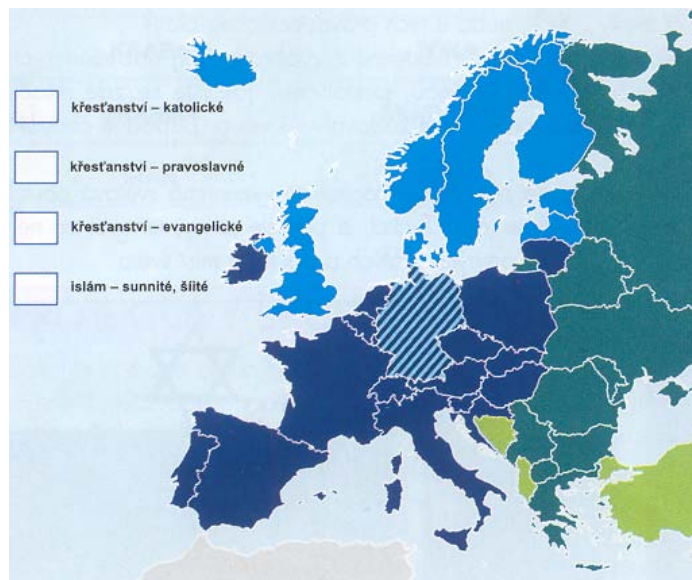 křesťanství – katolické
křesťanství – pravoslavné
křesťanství – evangelické
islám – sunnité, šíité